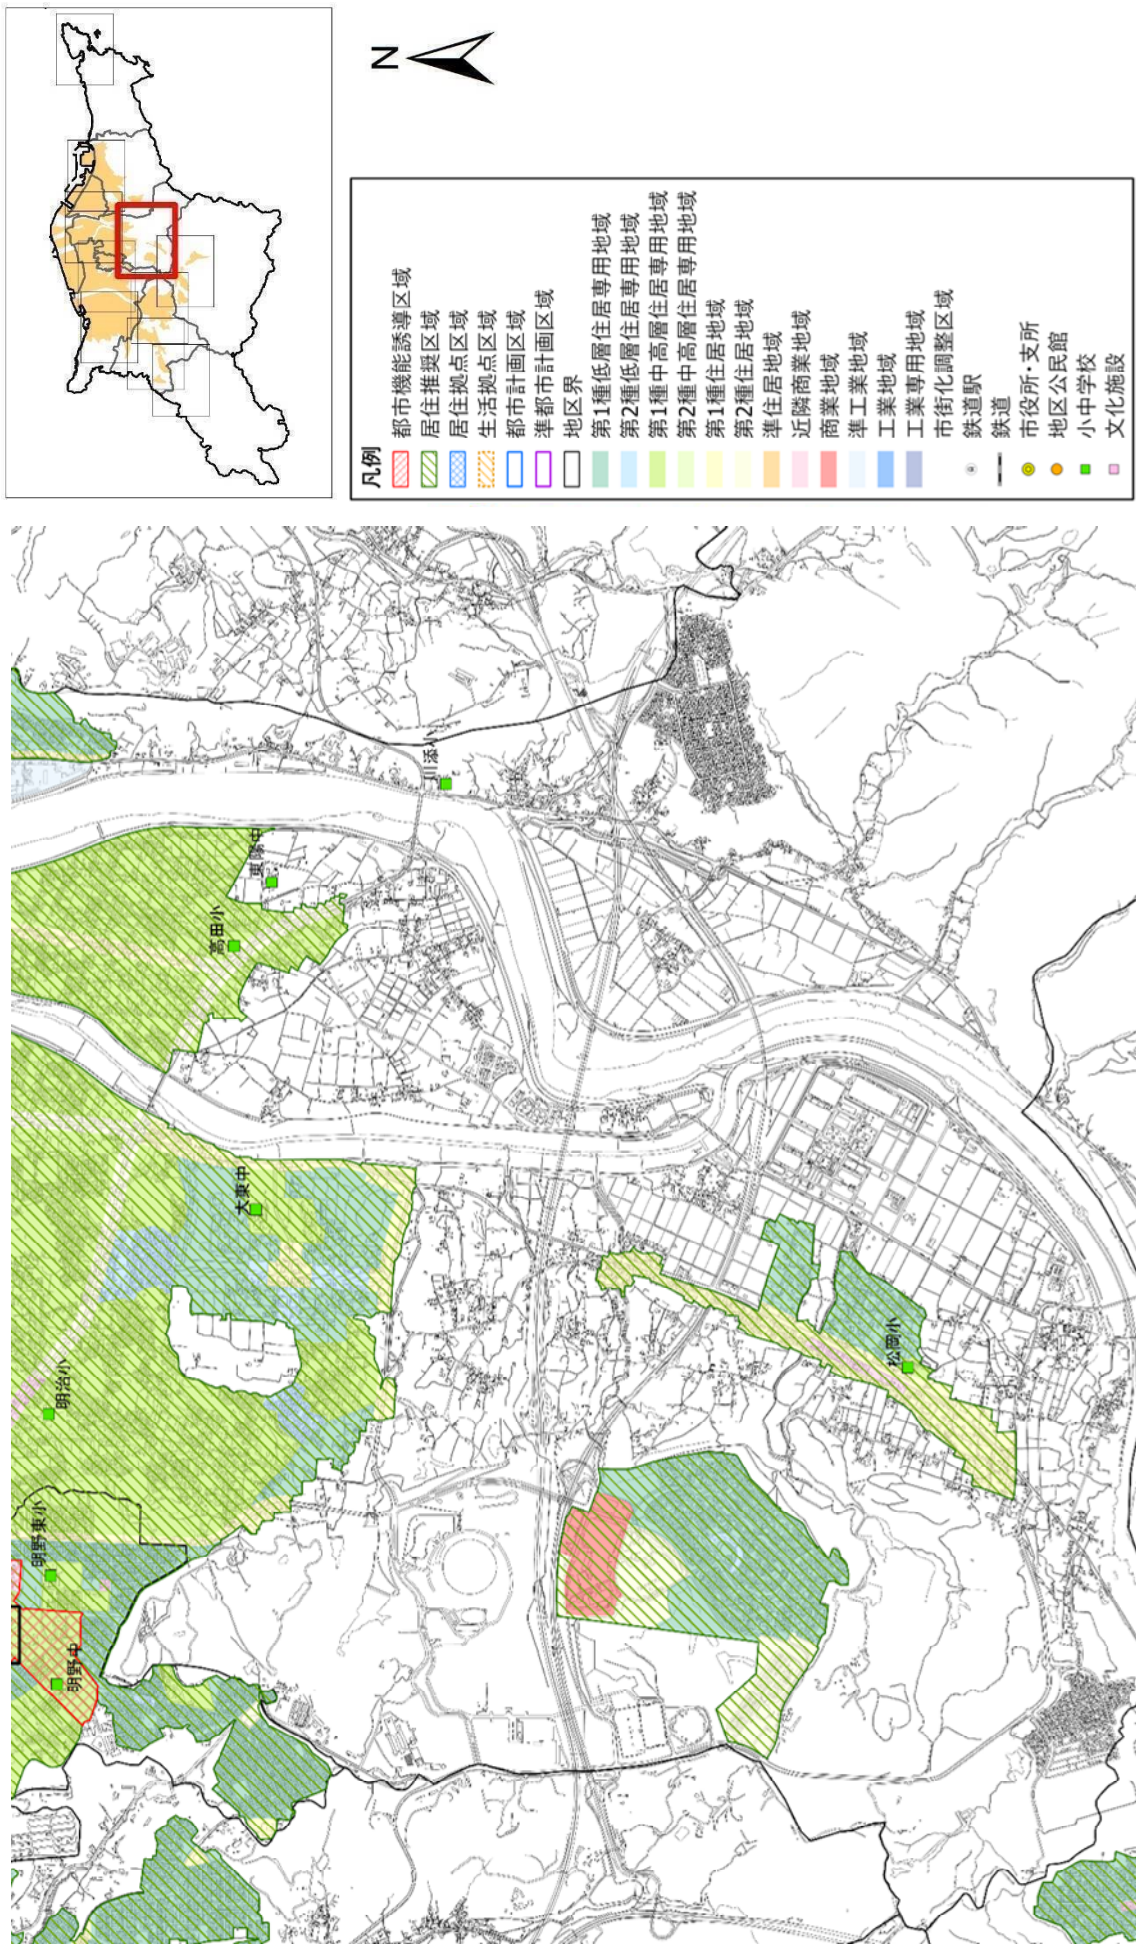 N
凡例
都市機能誘導区域
居住推奨区域
居住拠点区域
生活拠点区域
都市計画区域
準都市計画区域
地区界
第1種低層住居専用地域
第2種低層住居専用地域
第1種中高層住居専用地域
第2種中高層住居専用地域
第1種住居地域
第2種住居地域
準住居地域
近隣商業地域
商業地域
準工業地域
工業地域
工業専用地域
市街化調整区域
鉄道駅
鉄道
市役所・支所
地区公民館
小中学校
文化施設
明野中
明野東小
明治小
大東中
高田小
東陽中
川添小
松岡小